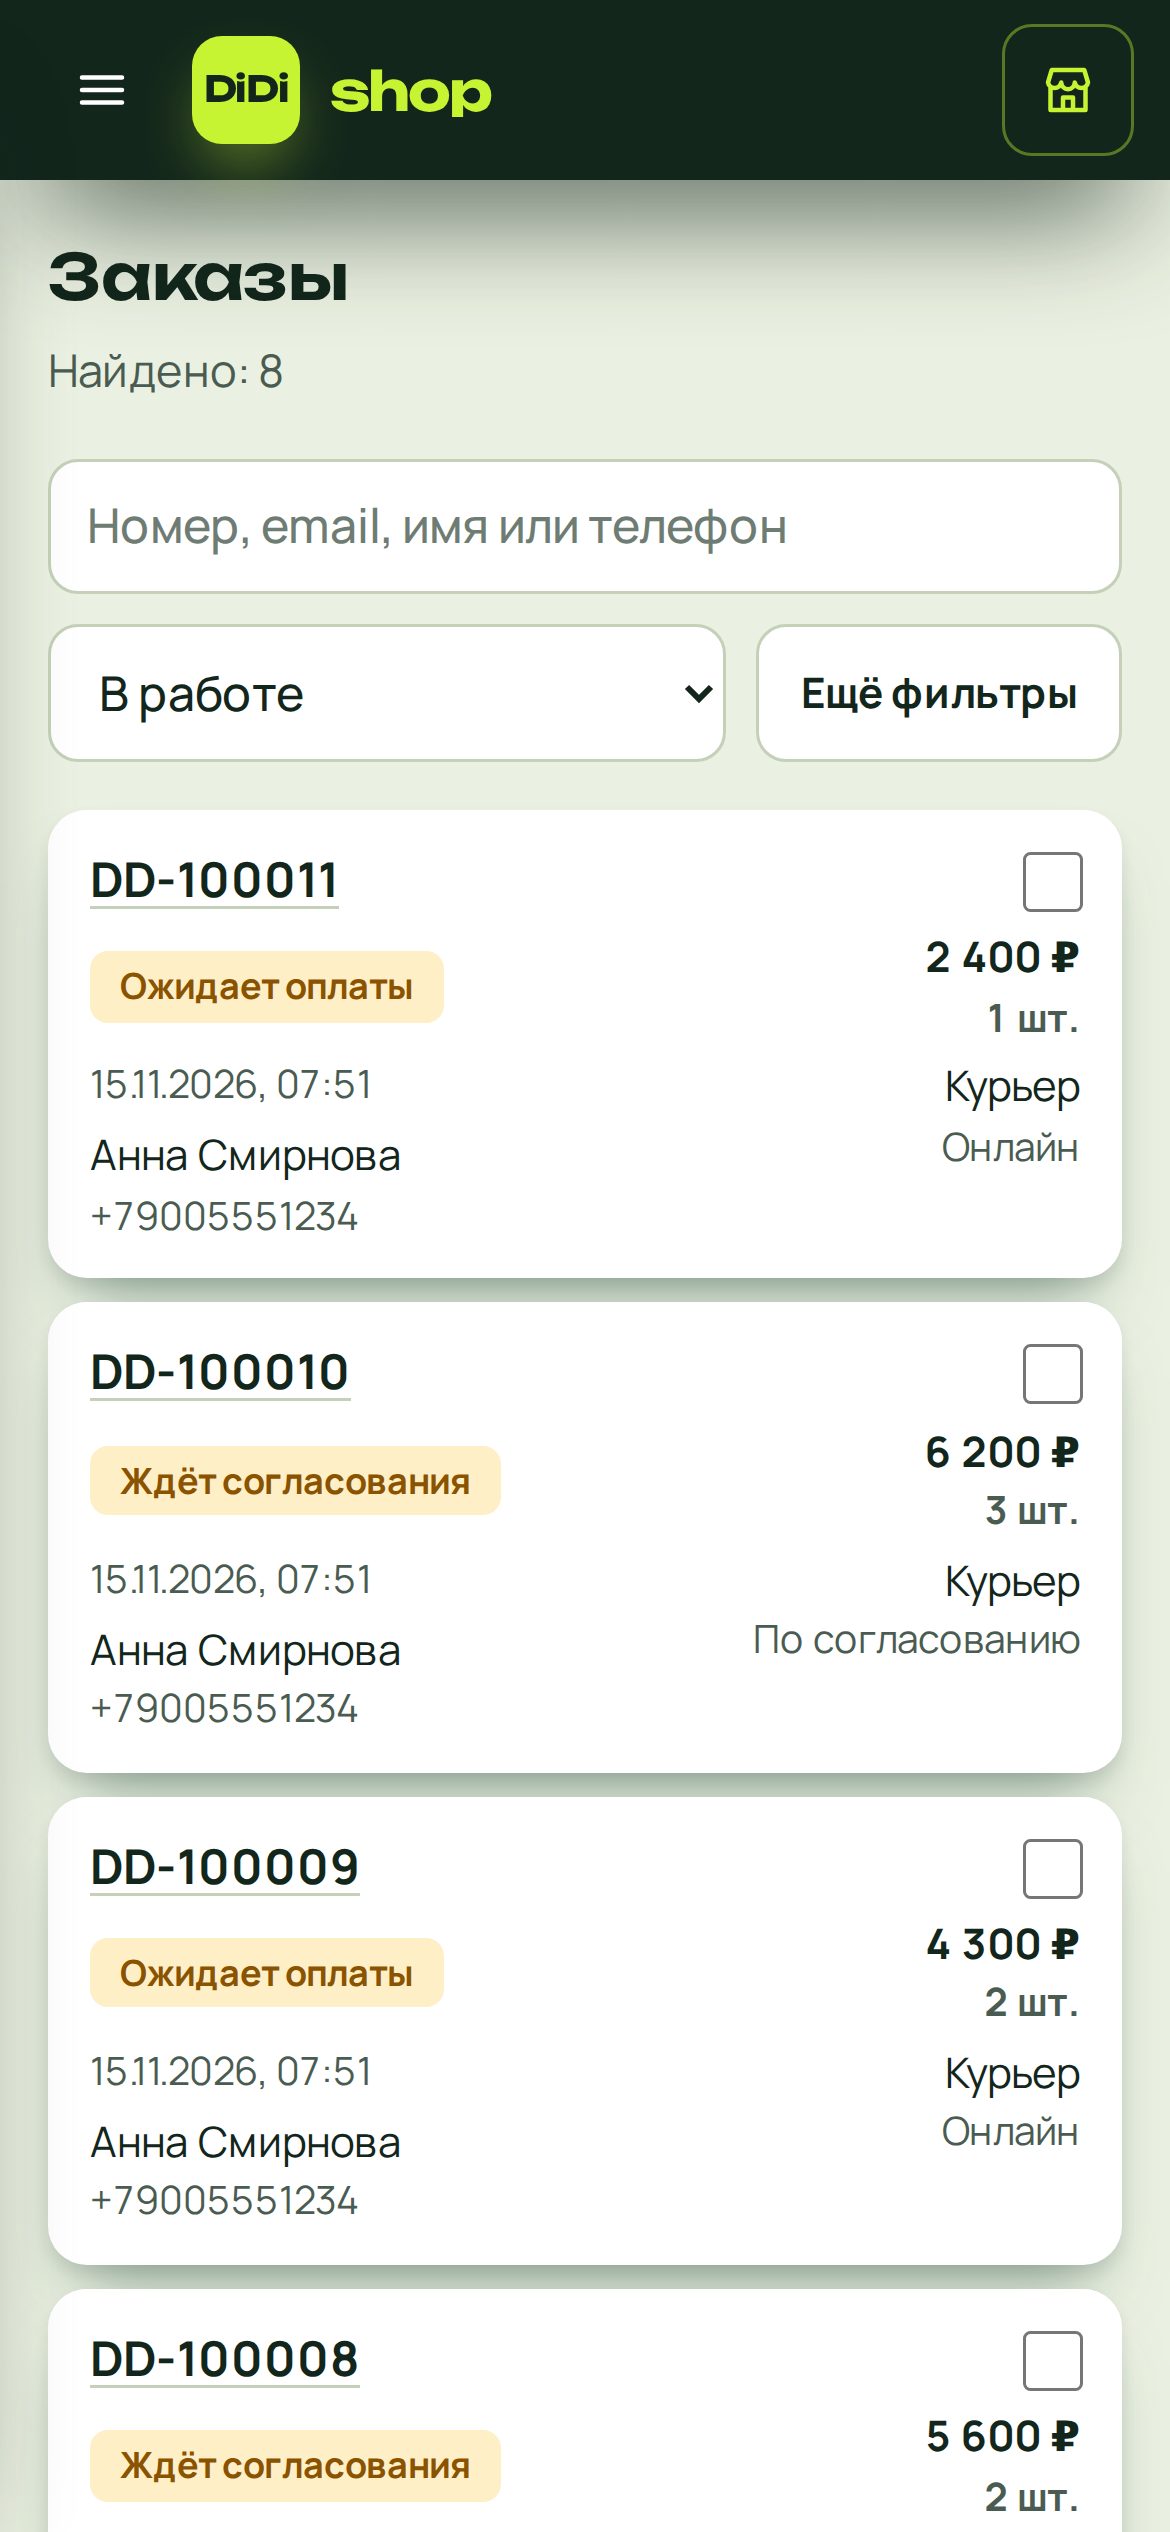 DiDi shop
Заказы
Найдено: 8
Номер, email, имя или телефон
В работе
Ещё фильтры
DD-100011
Ожидает оплаты
2 400 ₽
1 шт.
15.11.2026, 07:51
Курьер
Онлайн
Анна Смирнова
+79005551234
DD-100010
Ждёт согласования
6 200 ₽
3 шт.
15.11.2026, 07:51
Курьер
По согласованию
Анна Смирнова
+79005551234
DD-100009
Ожидает оплаты
4 300 ₽
2 шт.
15.11.2026, 07:51
Курьер
Онлайн
Анна Смирнова
+79005551234
DD-100008
Ждёт согласования
5 600 ₽
2 шт.